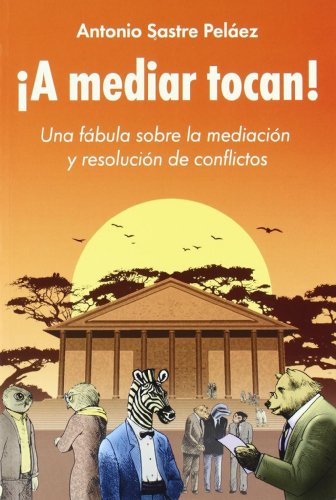 Antonio Sastre Peláez
¡A mediar tocan!
Una fábula sobre la mediación
y resolución de conflictos